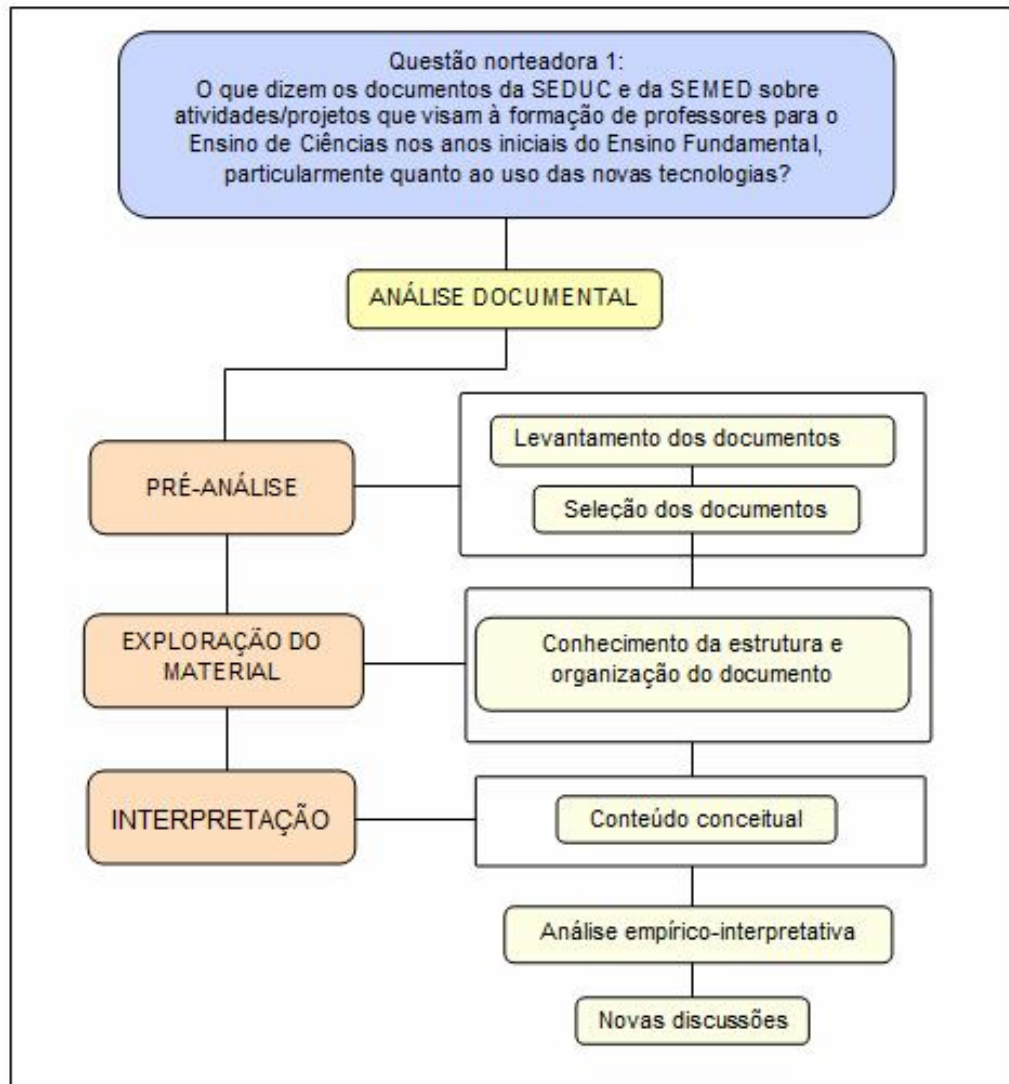 Questão norteadora 1:
O que dizem os documentos da SEDUC e da SEMED sobre
atividades/projetos que visam à formação de professores para o
Ensino de Ciências nos anos iniciais do Ensino Fundamental,
particularmente quanto ao uso das novas tecnologias?
ANÁLISE DOCUMENTAL
PRÉ-ANÁLISE
Levantamento dos documentos
Seleção dos documentos
EXPLORAÇÃO DO
MATERIAL
Conhecimento da estrutura e
organização do documento
INTERPRETAÇÃO
Conteúdo conceitual
Análise empírico-interpretativa
Novas discussões